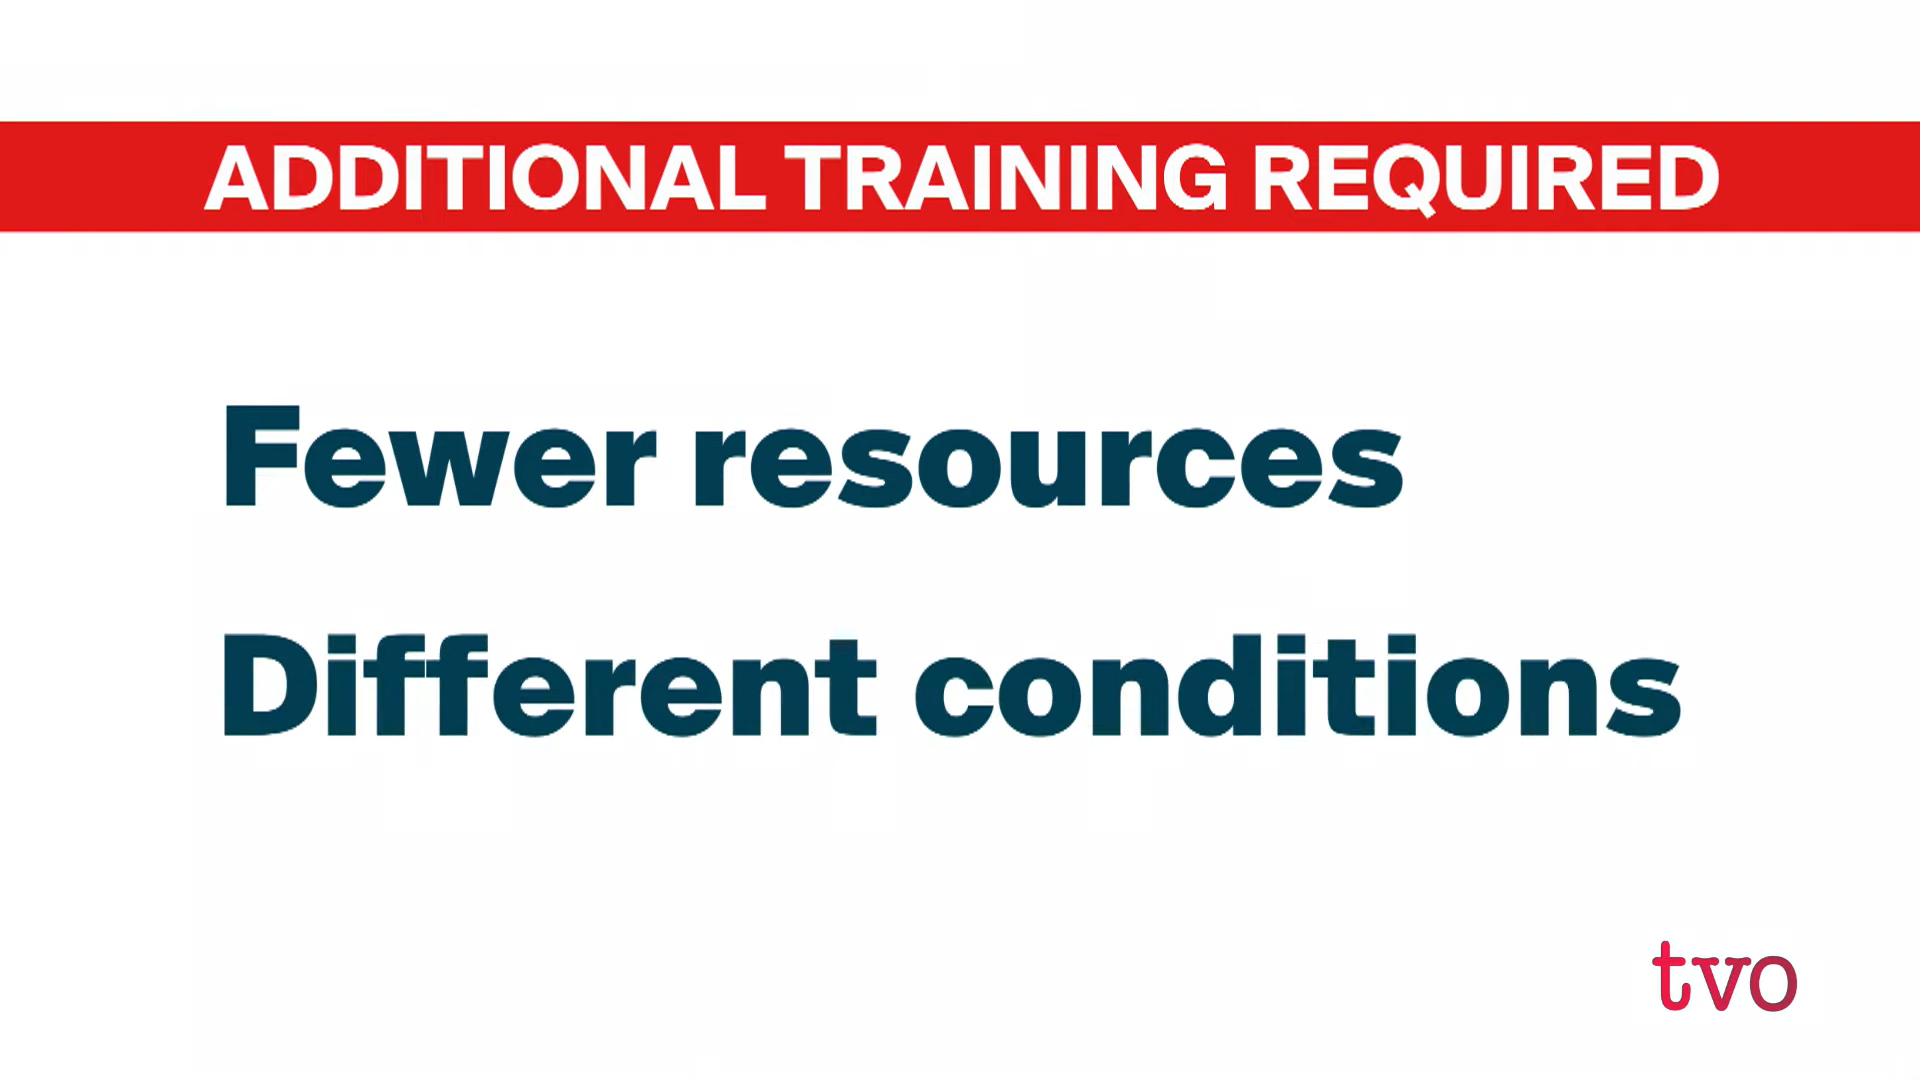 ADDITIONAL TRAINING REQUIRED
Fewer resources
Different conditions
tvo